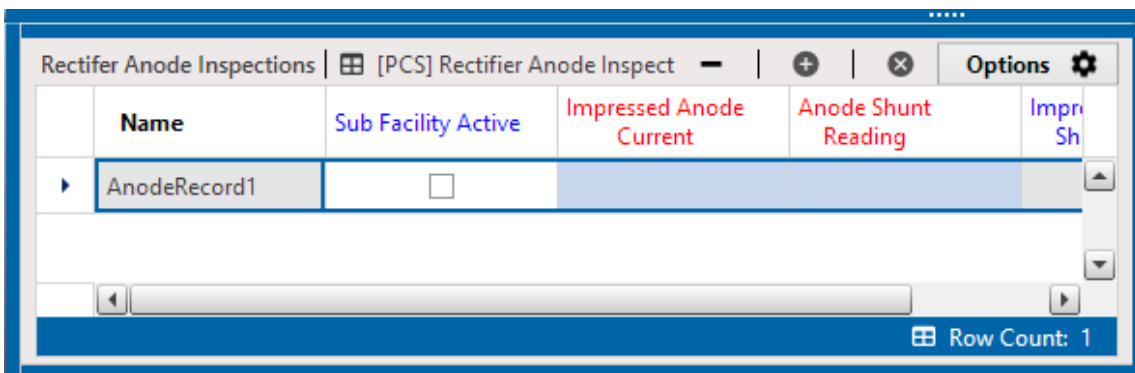 Rectifer Anode Inspections [PCS] Rectifier Anode Inspect Options
Name Sub Facility Active Impressed Anode Current Anode Shunt Reading
AnodeRecord1
Row Count: 1